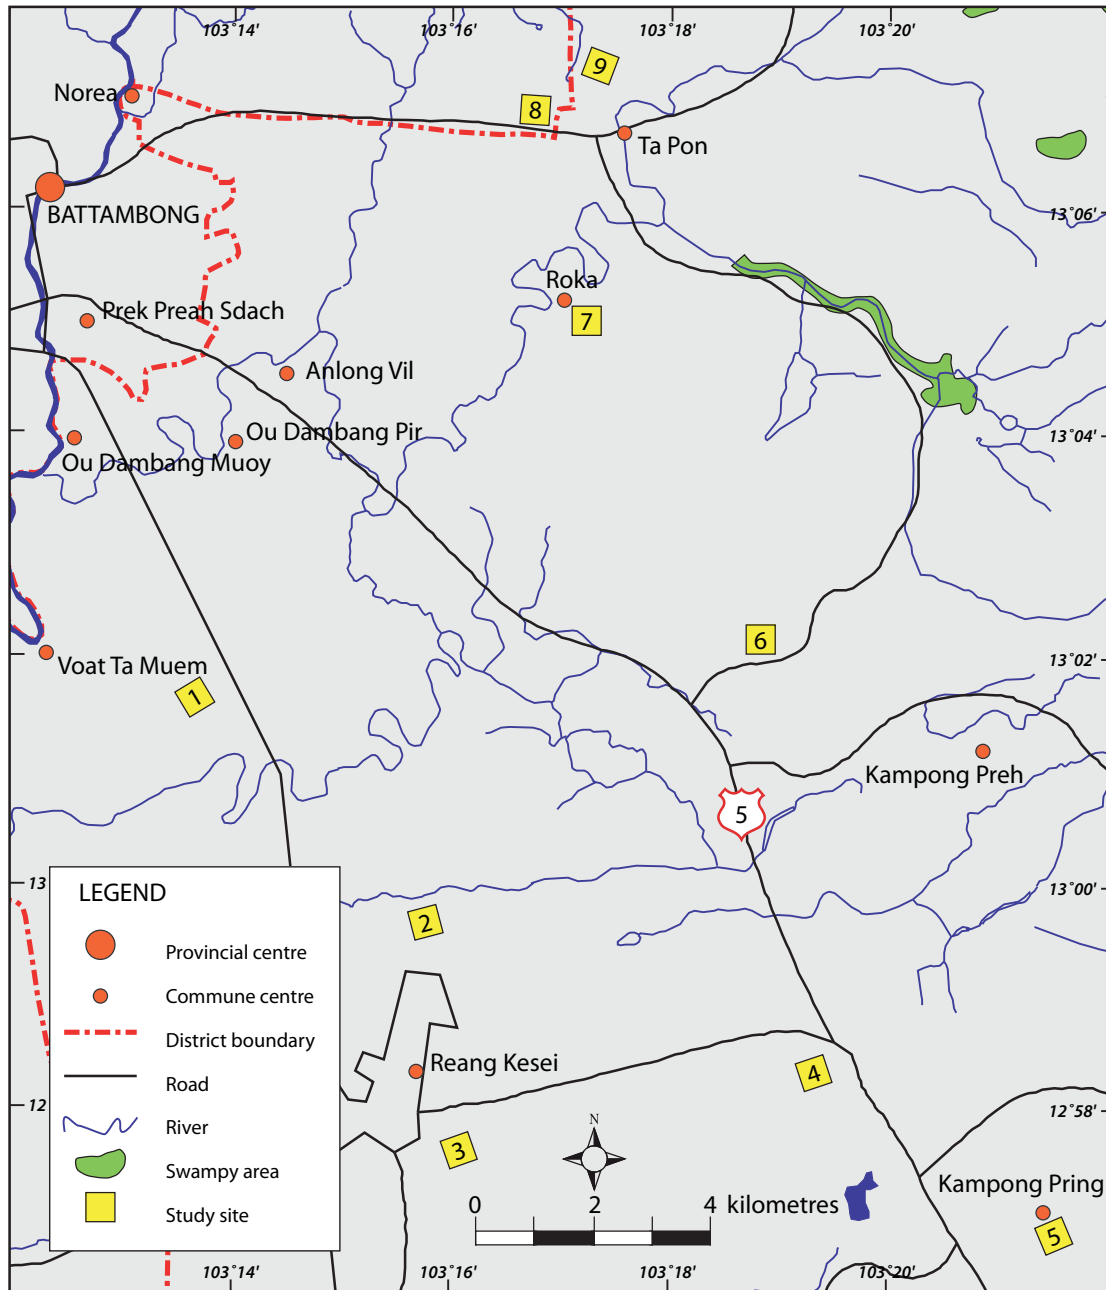 103°14' 103°16' 103°18' 103°20'
9
Norea
8
Ta Pon
BATTAMBONG
13°06'
Roka
Prek Preah Sdach
7
Anlong Vil
Ou Dambang Pir
13°04'
Ou Dambang Muoy
6
13°02'
Voat Ta Muem
1
Kampong Preh
5
13
13°00'
LEGEND
Provincial centre
Commune centre
District boundary
Road
River
Swampy area
Study site
2
Reang Kesei
4
12
12°58'
N
3
Kampong Pring
0 2 4 kilometres
5
103°14' 103°16' 103°18' 103°20'